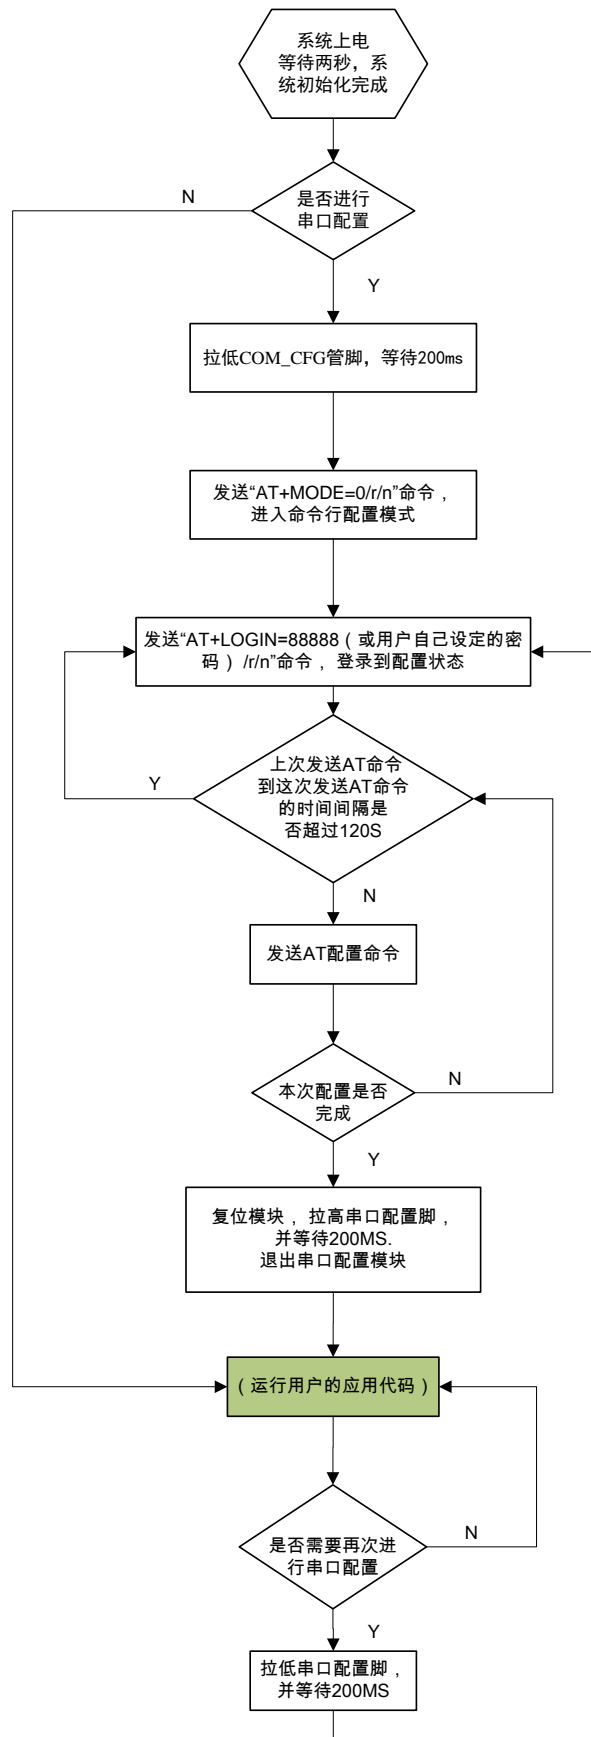 系统上电
等待两秒，系
统初始化完成
N
是否进行
串口配置
Y
拉低COM_CFG管脚，等待200ms
发送“AT+MODE=0/r/n”命令，
进入命令行配置模式
发送“AT+LOGIN=88888（或用户自己设定的密
码） /r/n”命令，登录到配置状态
Y
上次发送AT命令
到这次发送AT命令
的时间间隔是
否超过120S
N
发送AT配置命令
本次配置是否
完成
N
Y
复位模块，拉高串口配置脚，
并等待200MS.
退出串口配置模块
（运行用户的应用代码）
是否需要再次进
行串口配置
N
Y
拉低串口配置脚，
并等待200MS